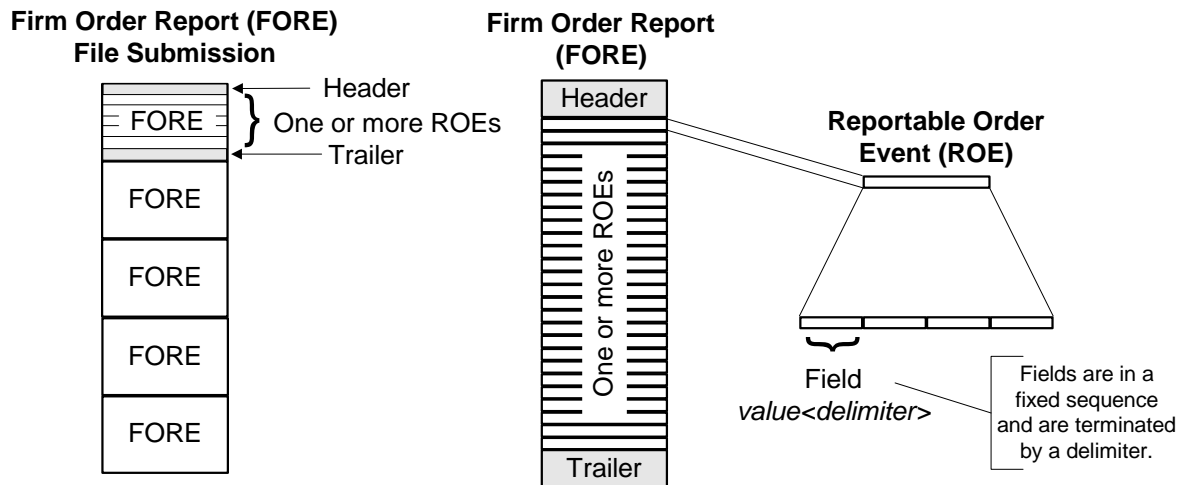 Firm Order Report (FORE)
File Submission
Header
FORE
One or more ROEs
Trailer
FORE
FORE
FORE
FORE
Firm Order Report
(FORE)
Header
One or more ROEs
Trailer
Reportable Order
Event (ROE)
Field
value<delimiter>
Fields are in a
fixed sequence
and are terminated
by a delimiter.